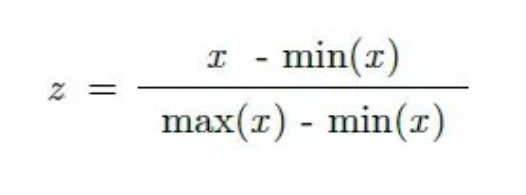 x - min(x)
z =
max(x) - min(x)